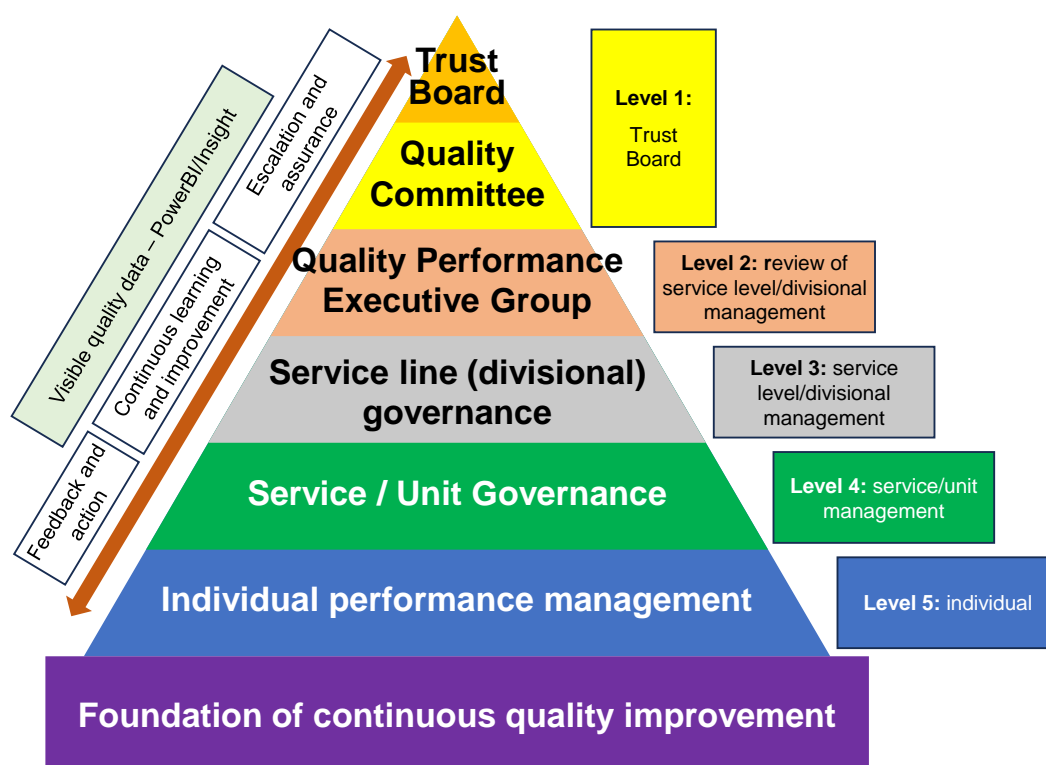 Trust
Board
Quality
Committee
Quality Performance
Executive Group
Service line (divisional)
governance
Service / Unit Governance
Individual performance management
Foundation of continuous quality improvement
Visible quality data – PowerBI/Insight
Escalation and
assurance
Continuous learning
and improvement
Feedback and
action
Level 1:
Trust
Board
Level 2: review of
service level/divisional
management
Level 3: service
level/divisional
management
Level 4: service/unit
management
Level 5: individual